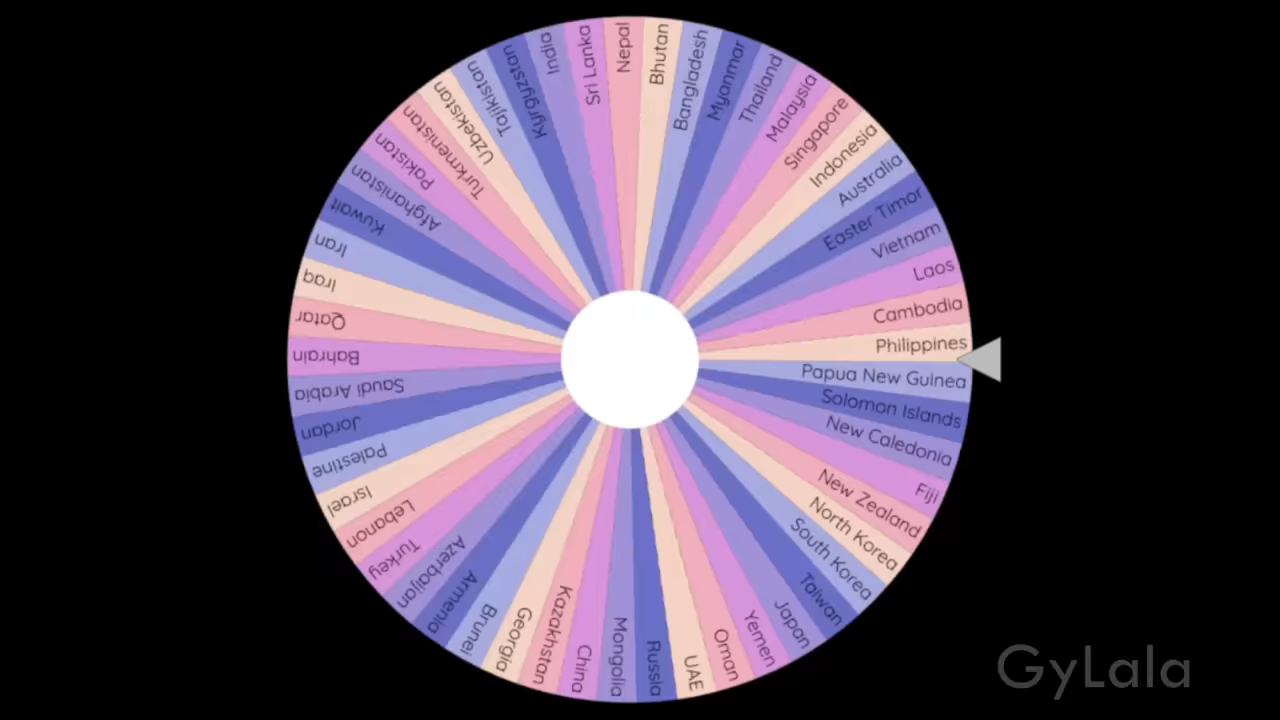 Nepal
Bhutan
Bangladesh
Myanmar
Thailand
Malaysia
Singapore
Indonesia
Australia
Easter Timor
Vietnam
Laos
Cambodia
Philippines
Papua New Guinea
Solomon Islands
New Caledonia
Fiji
New Zealand
North Korea
South Korea
Taiwan
Japan
Yemen
Oman
UAE
Russia
Mongolia
China
Kazakhstan
Georgia
Brunei
Armenia
Azerbaijan
Turkey
Lebanon
Israel
Palestine
Jordan
Saudi Arabia
Bahrain
Qatar
Iraq
Iran
Kuwait
Afghanistan
Pakistan
Turkmenistan
Uzbekistan
Tajikistan
Kyrgyzstan
India
Sri Lanka
GyLala